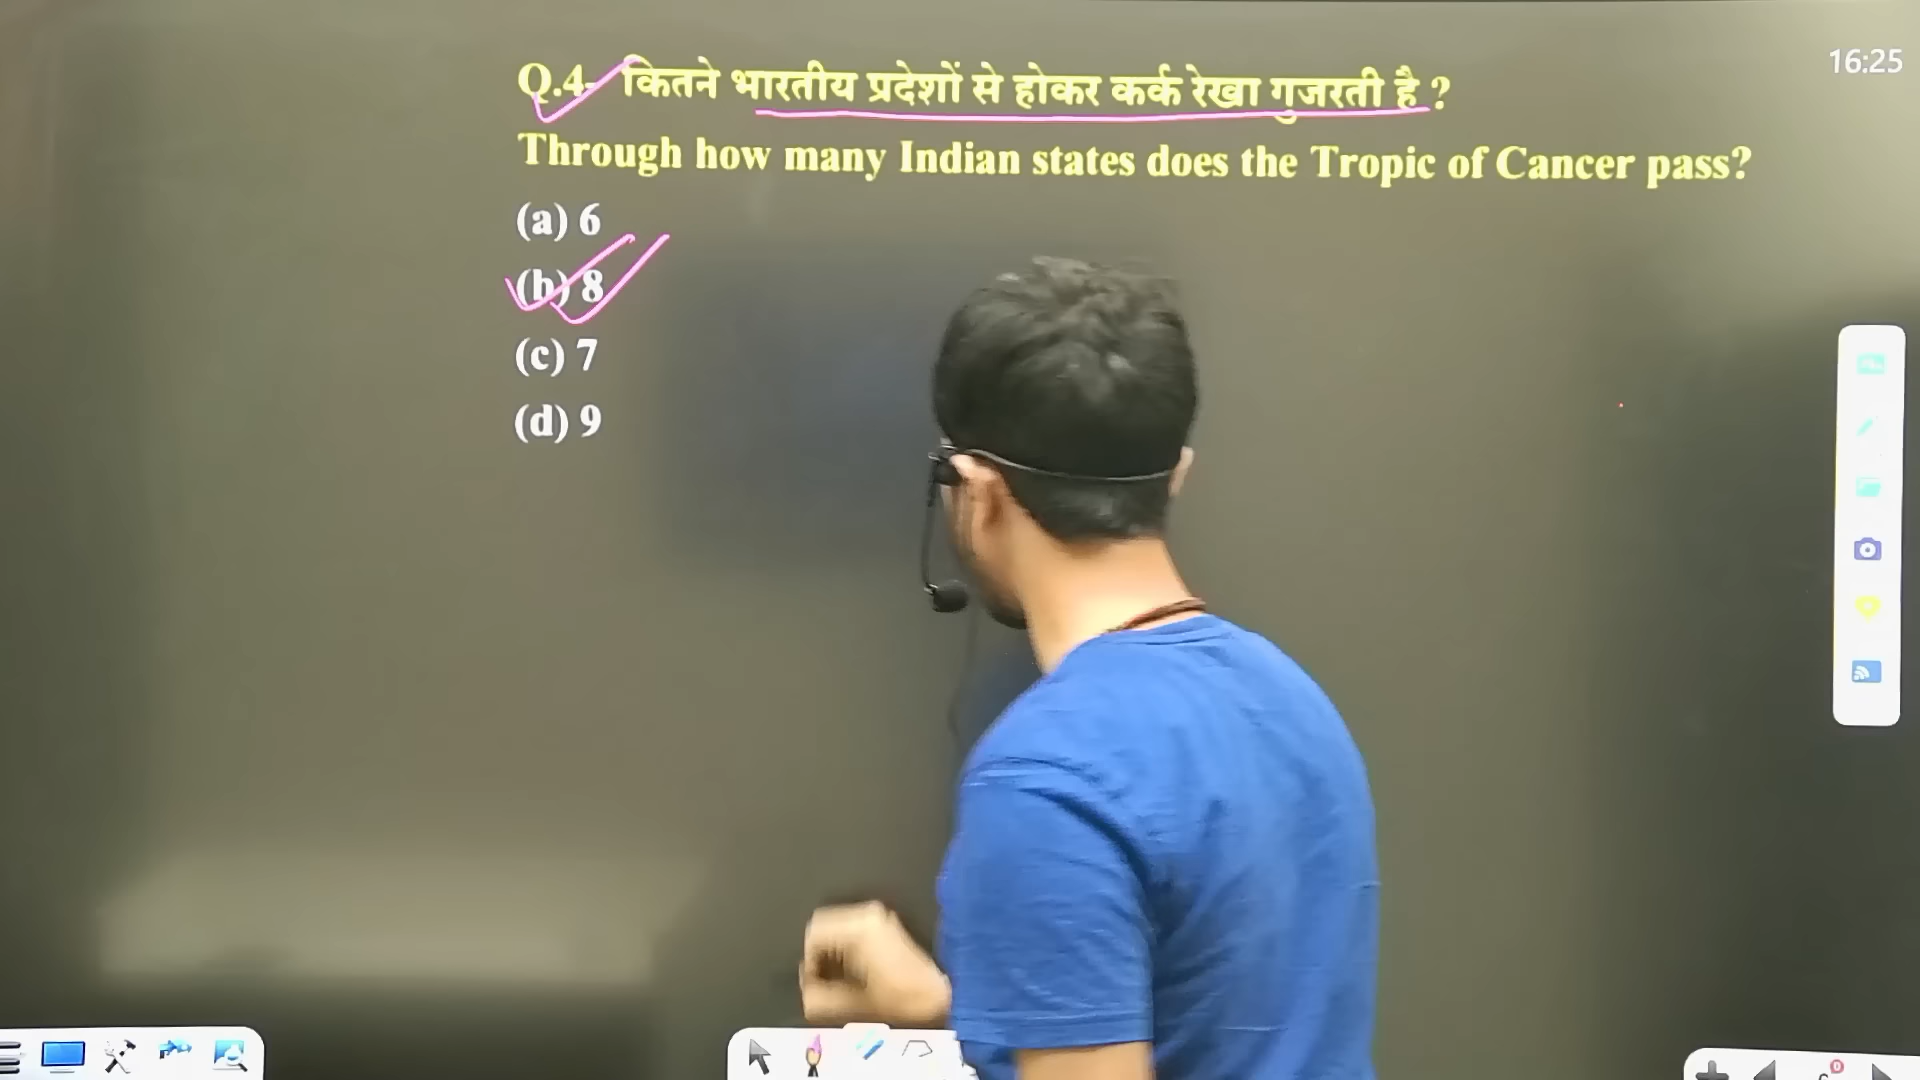 16:25
Q.4- कितने भारतीय प्रदेशों से होकर कर्क रेखा गुजरती है ?
Through how many Indian states does the Tropic of Cancer pass?
(a) 6
(b) 8
(c) 7
(d) 9